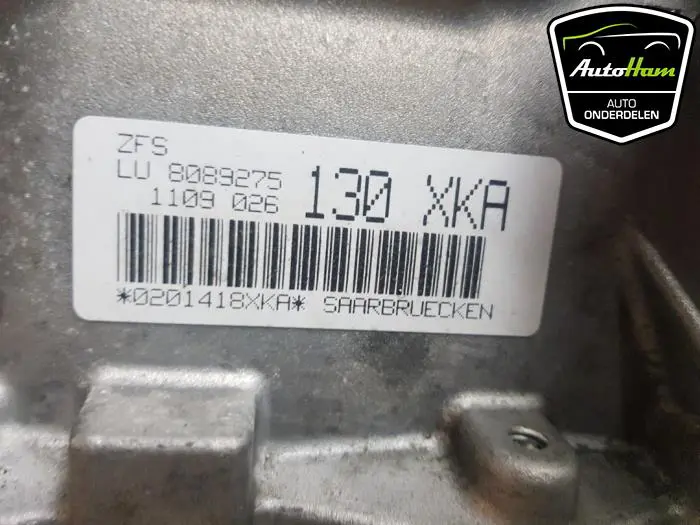 AutoHam
AUTO
ONDERDELEN
ZFS
LU 8089275
1109 026
130 XKA
*0201418XKA* SAARBRUECKEN